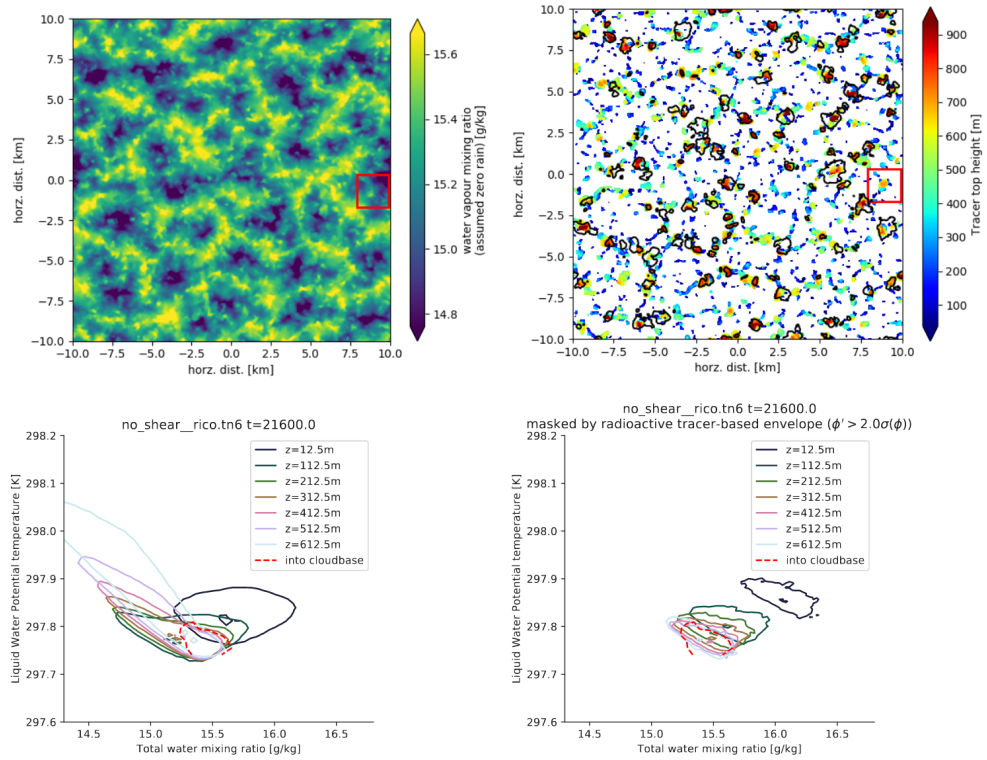 10.0
7.5
5.0
2.5
0.0
−2.5
−5.0
−7.5
−10.0
horz. dist. [km]
−10.0 −7.5 −5.0 −2.5 0.0 2.5 5.0 7.5 10.0
horz. dist. [km]
15.6
15.4
15.2
15.0
14.8
water vapour mixing ratio
(assumed zero rain) [g/kg]
10.0
7.5
5.0
2.5
0.0
−2.5
−5.0
−7.5
−10.0
horz. dist. [km]
−10.0 −7.5 −5.0 −2.5 0.0 2.5 5.0 7.5 10.0
horz. dist. [km]
900
800
700
600
500
400
300
200
100
Tracer top height [m]
no_shear__rico.tn6 t=21600.0
298.2
298.1
298.0
297.9
297.8
297.7
297.6
Liquid Water Potential temperature [K]
z=12.5m
z=112.5m
z=212.5m
z=312.5m
z=412.5m
z=512.5m
z=612.5m
into cloudbase
14.5 15.0 15.5 16.0 16.5
Total water mixing ratio [g/kg]
no_shear__rico.tn6 t=21600.0
masked by radioactive tracer-based envelope (ϕ′ > 2.0σ(ϕ))
298.2
298.1
298.0
297.9
297.8
297.7
297.6
Liquid Water Potential temperature [K]
z=12.5m
z=112.5m
z=212.5m
z=312.5m
z=412.5m
z=512.5m
z=612.5m
into cloudbase
14.5 15.0 15.5 16.0 16.5
Total water mixing ratio [g/kg]